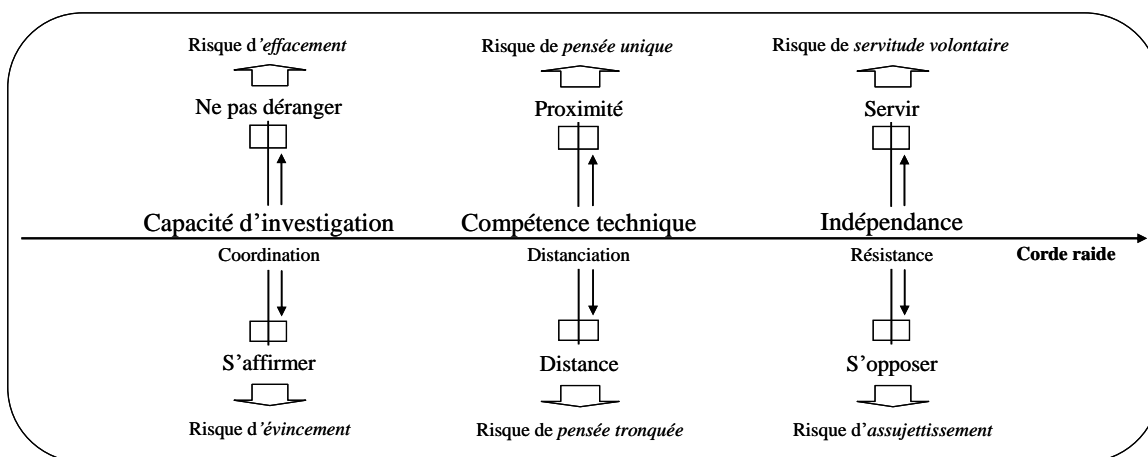 Risque d'effacement
Risque de pensée unique
Risque de servitude volontaire
Ne pas déranger
Proximité
Servir
Capacité d'investigation
Compétence technique
Indépendance
Coordination
Distanciation
Résistance
Corde raide
S'affirmer
Distance
S'opposer
Risque d'évincement
Risque de pensée tronquée
Risque d'assujettissement